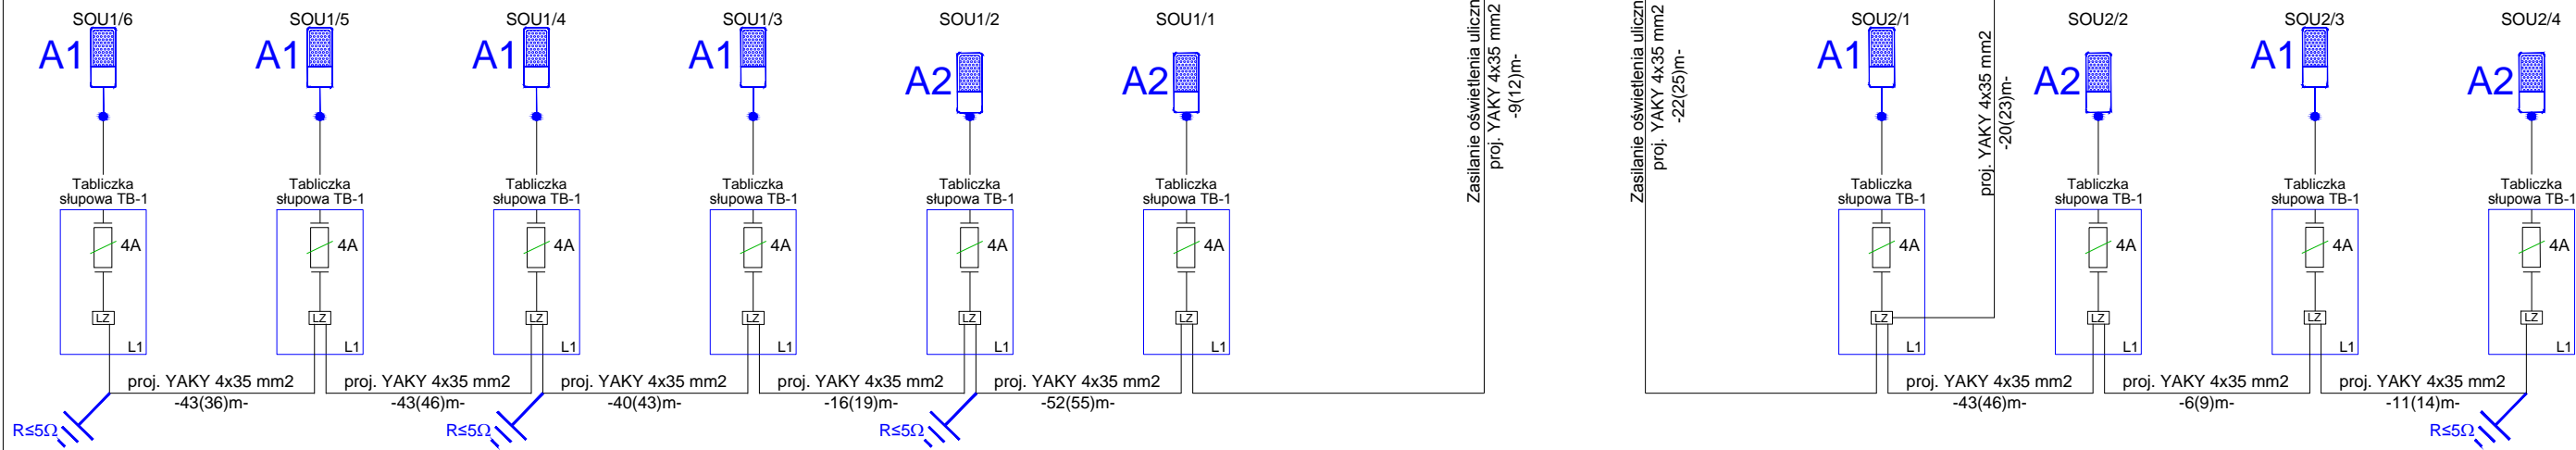 SOU1/6
SOU1/5
SOU1/4
SOU1/3
SOU1/2
SOU1/1
SOU2/1
SOU2/2
SOU2/3
SOU2/4
A1
A1
A1
A1
A2
A2
A1
A2
A1
A2
Zasilanie oświetlenia uliczn
proj. YAKY 4x35 mm2
-9(12)m-
Zasilanie oświetlenia uliczn
proj. YAKY 4x35 mm2
-22(25)m-
proj. YAKY 4x35 mm2
-20(23)m-
Tabliczka
słupowa TB-1
Tabliczka
słupowa TB-1
Tabliczka
słupowa TB-1
Tabliczka
słupowa TB-1
Tabliczka
słupowa TB-1
Tabliczka
słupowa TB-1
Tabliczka
słupowa TB-1
Tabliczka
słupowa TB-1
Tabliczka
słupowa TB-1
Tabliczka
słupowa TB-1
4A
4A
4A
4A
4A
4A
4A
4A
4A
4A
LZ
LZ
LZ
LZ
LZ
LZ
LZ
LZ
LZ
LZ
L1
L1
L1
L1
L1
L1
L1
L1
L1
L1
proj. YAKY 4x35 mm2
-43(36)m-
proj. YAKY 4x35 mm2
-43(46)m-
proj. YAKY 4x35 mm2
-40(43)m-
proj. YAKY 4x35 mm2
-16(19)m-
proj. YAKY 4x35 mm2
-52(55)m-
proj. YAKY 4x35 mm2
-43(46)m-
proj. YAKY 4x35 mm2
-6(9)m-
proj. YAKY 4x35 mm2
-11(14)m-
R≤5Ω
R≤5Ω
R≤5Ω
R≤5Ω